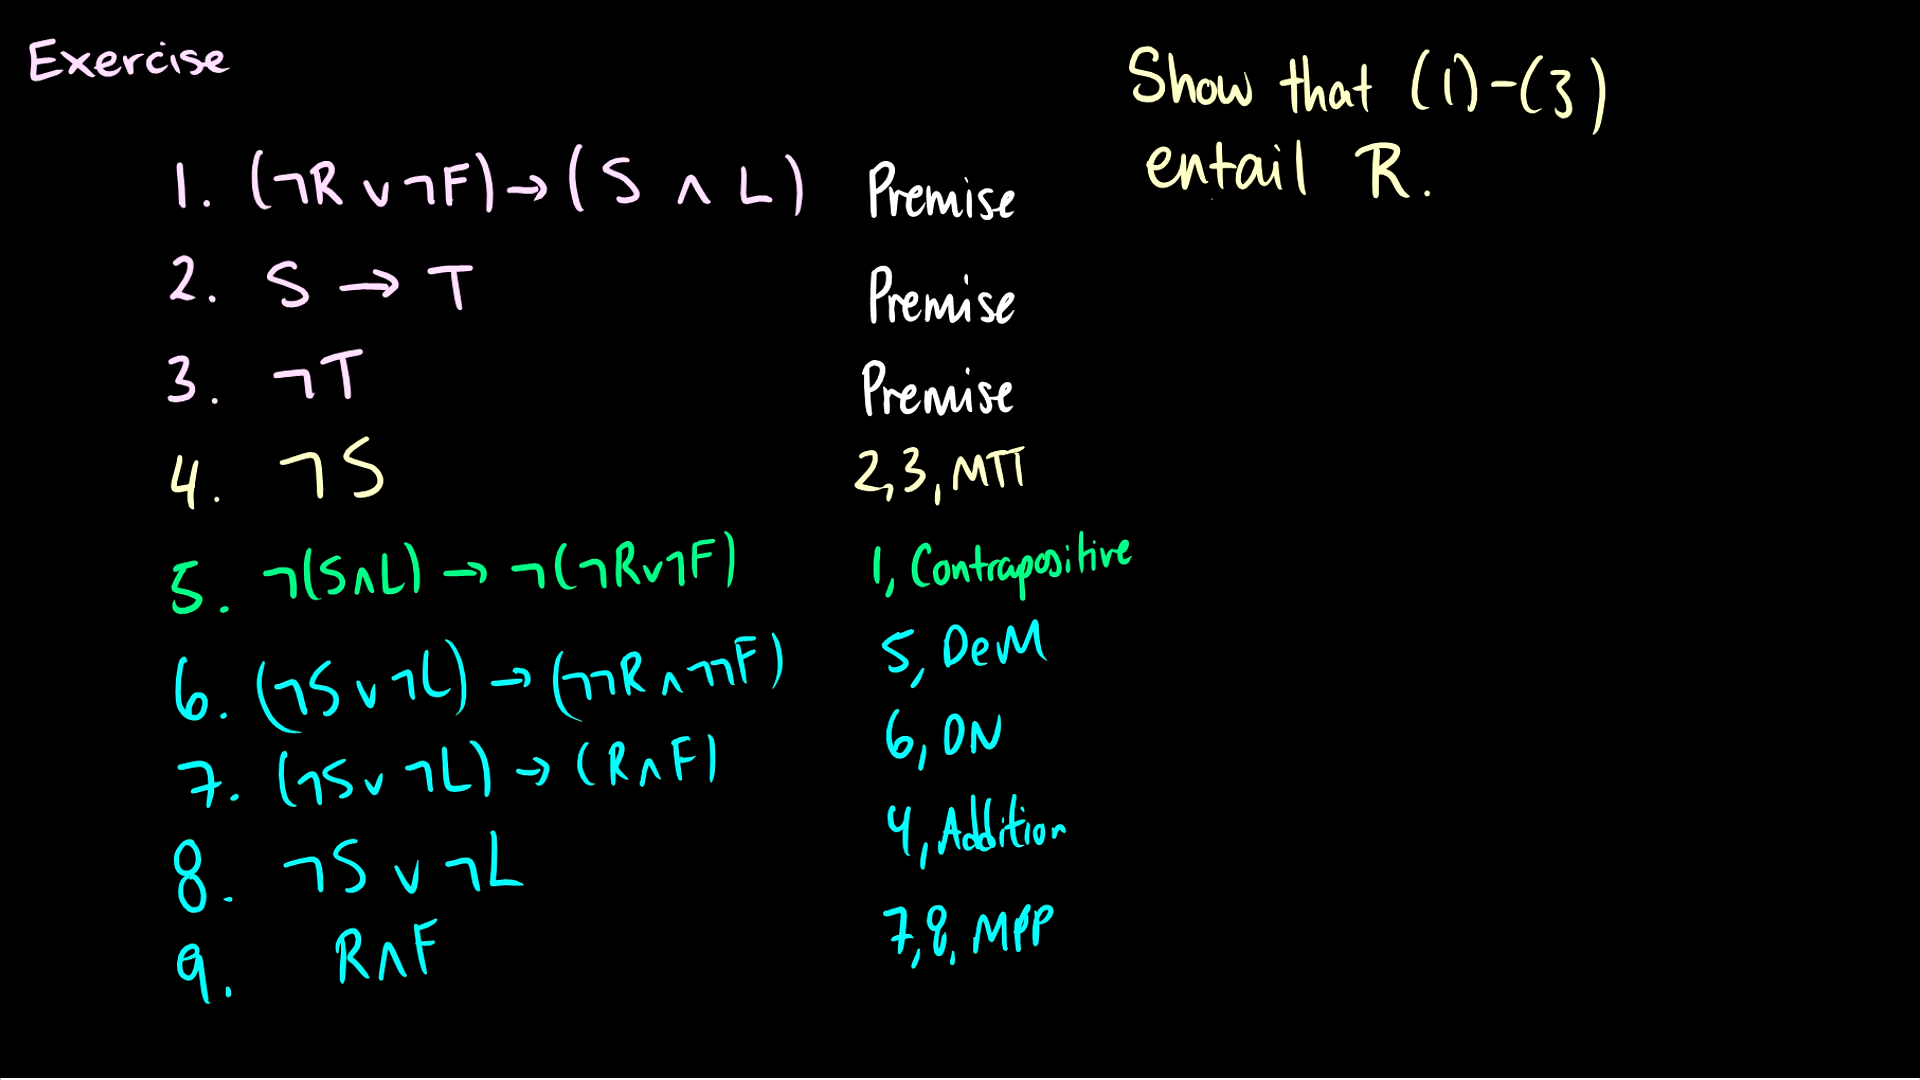 Exercise
Show that (1)-(3)
entail R.
1. (¬R ∨ ¬F) → (S ∧ L) Premise
2. S → T Premise
3. ¬T Premise
4. ¬S 2,3, MTT
5. ¬(S∧L) → ¬(¬R∨¬F) 1, Contrapositive
6. (¬S ∨ ¬L) → (¬¬R ∧ ¬¬F) 5, DeM
7. (¬S ∨ ¬L) → (R∧F) 6, DN
8. ¬S ∨ ¬L 4, Addition
9. R∧F 7,8, MPP